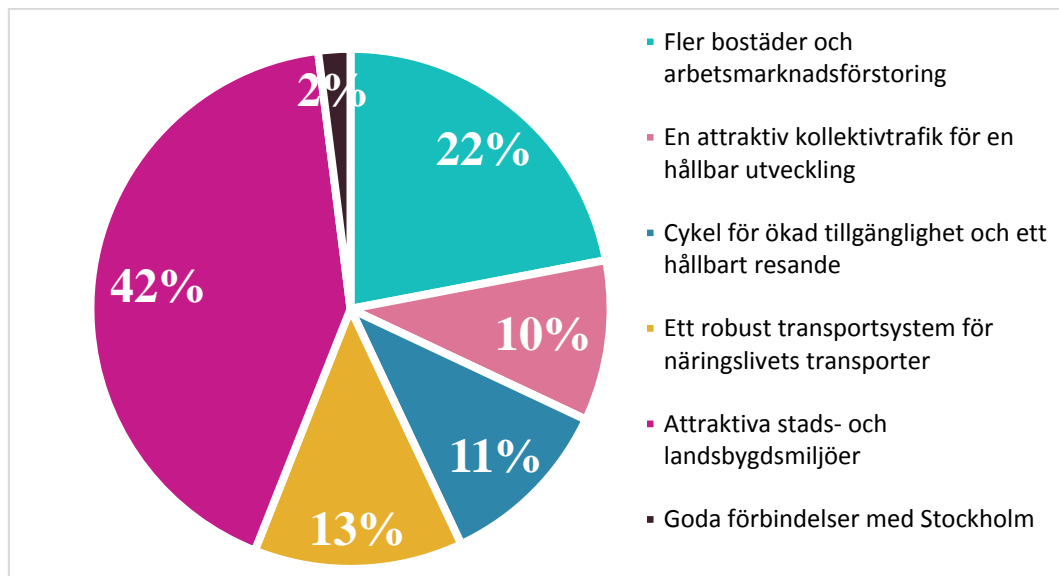 2%
22%
42%
10%
11%
13%
Fler bostäder och
arbetsmarknadsförstoring
En attraktiv kollektivtrafik för en
hållbar utveckling
Cykel för ökad tillgänglighet och ett
hållbart resande
Ett robust transportsystem för
näringslivets transporter
Attraktiva stads- och
landsbygdsmiljöer
Goda förbindelser med Stockholm